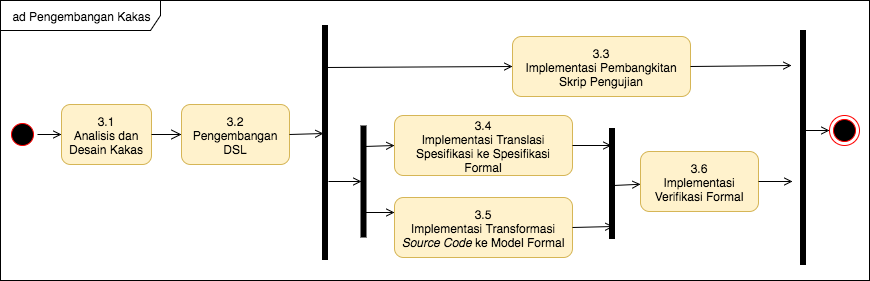 ad Pengembangan Kakas
3.1
Analisis dan
Desain Kakas
3.2
Pengembangan
DSL
3.3
Implementasi Pembangkitan
Skrip Pengujian
3.4
Implementasi Translasi
Spesifikasi ke Spesifikasi
Formal
3.5
Implementasi Transformasi
Source Code ke Model Formal
3.6
Implementasi
Verifikasi Formal